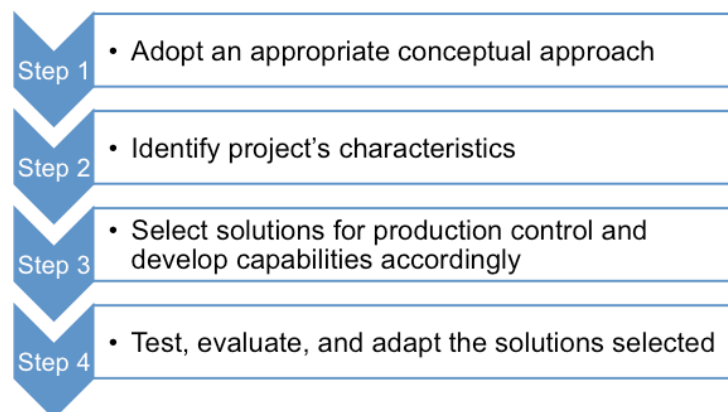 Step 1
• Adopt an appropriate conceptual approach
Step 2
• Identify project's characteristics
Step 3
• Select solutions for production control and
develop capabilities accordingly
Step 4
• Test, evaluate, and adapt the solutions selected